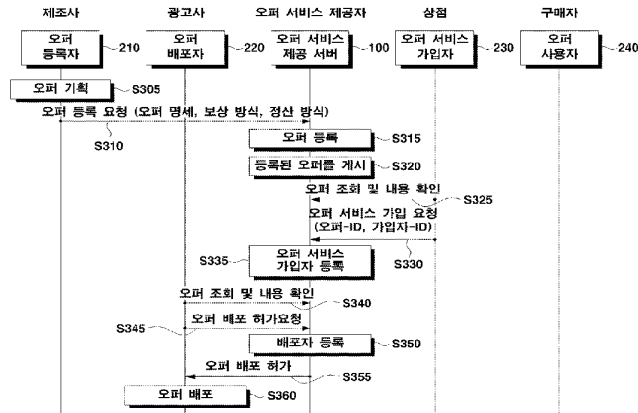 제조사 광고사 오퍼 서비스 제공자 상점 구매자
오퍼 등록자 210
오퍼 배포자 220
오퍼 서비스 제공 서버 100
오퍼 서비스 가입자 230
오퍼 사용자 240
오퍼 기획 S305
오퍼 등록 요청 (오퍼 명세, 보상 방식, 정산 방식)
S310
오퍼 등록 S315
등록된 오퍼를 게시 S320
오퍼 조회 및 내용 확인
S325
오퍼 서비스 가입 요청
(오퍼-ID, 가입자-ID)
S330
S335 오퍼 서비스
가입자 등록
오퍼 조회 및 내용 확인
S340
오퍼 배포 허가요청
S345
배포자 등록 S350
오퍼 배포 허가
S355
오퍼 배포 S360